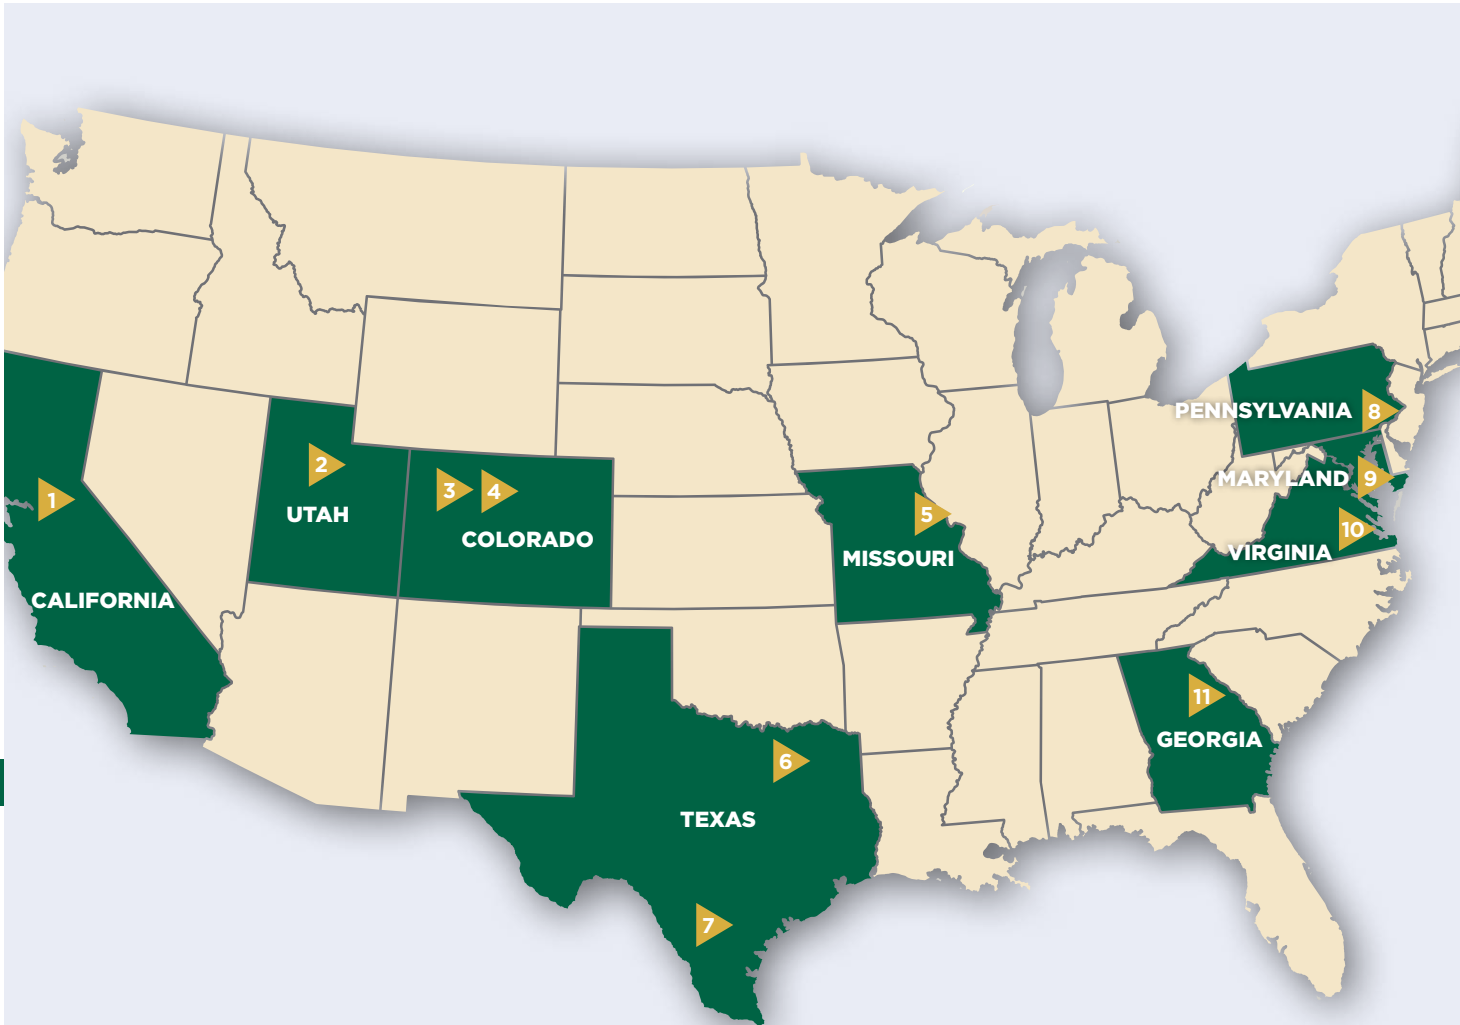 PENNSYLVANIA 8
2
MARYLAND 9
3 4
1
UTAH
5
10
COLORADO
VIRGINIA
MISSOURI
CALIFORNIA
11
GEORGIA
6
TEXAS
7